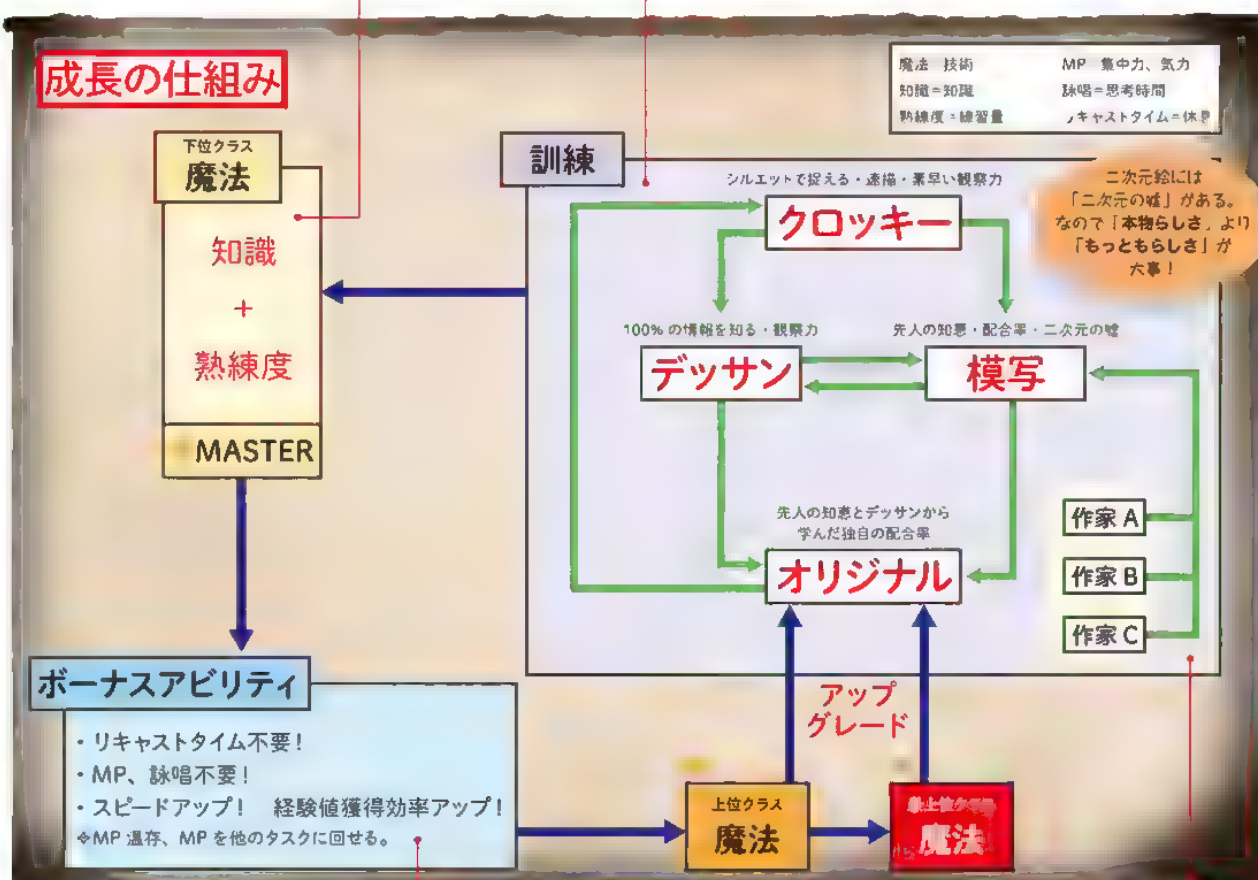 成長の仕組み
魔法 技術
知識=知識
熟練度=練習量
MP 集中力、気力
詠唱=思考時間
リキャストタイム=休息
下位クラス
魔法
知識
+
熟練度
MASTER
訓練
シルエットで捉える・速描・素早い観察力
クロッキー
二次元絵には
「二次元の嘘」がある。
なので「本物らしさ」より
「もっともらしさ」が
大事!
100%の情報を知る・観察力
デッサン
先人の知恵・配合率・二次元の嘘
模写
先人の知恵とデッサンから
学んだ独自の配合率
オリジナル
作家 A
作家 B
作家 C
ボーナスアビリティ
・リキャストタイム不要!
・MP、詠唱不要!
・スピードアップ! 経験値獲得効率アップ!
※MP 温存、MP を他のタスクに回せる。
アップ
グレード
上位クラス
魔法
最上位クラス
魔法